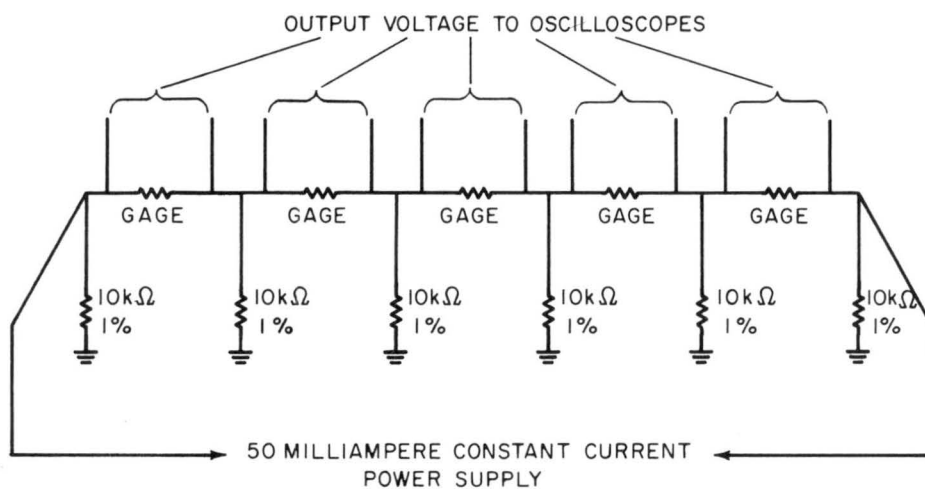 OUTPUT VOLTAGE TO OSCILLOSCOPES
GAGE GAGE GAGE GAGE GAGE
10kΩ 10kΩ 10kΩ 10kΩ 10kΩ 10kΩ
1% 1% 1% 1% 1% 1%
50 MILLIAMPERE CONSTANT CURRENT
POWER SUPPLY